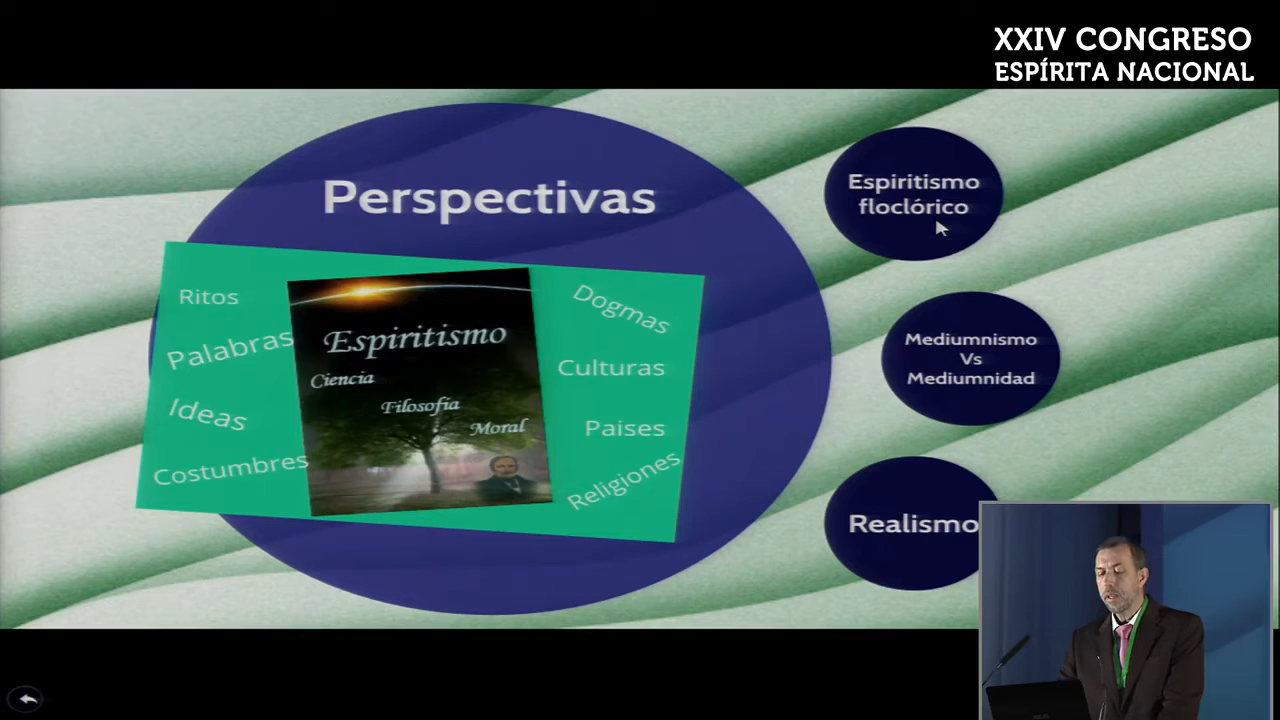 XXIV CONGRESO
ESPÍRITA NACIONAL
Perspectivas
Ritos
Palabras
Ideas
Costumbres
Espiritismo
Ciencia
Filosofía
Moral
Dogmas
Culturas
Paises
Religiones
Espiritismo
floclórico
Mediumnismo
Vs
Mediumnidad
Realismo